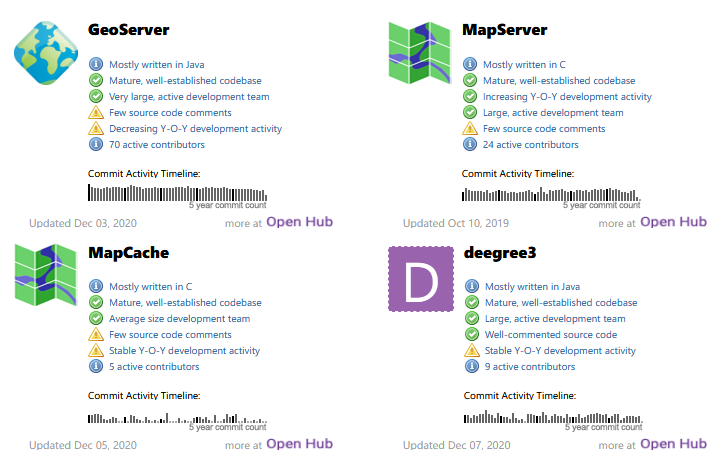 GeoServer
Mostly written in Java
Mature, well-established codebase
Very large, active development team
Few source code comments
Decreasing Y-O-Y development activity
70 active contributors
Commit Activity Timeline:
5 year commit count
Updated Dec 03, 2020
more at Open Hub
MapServer
Mostly written in C
Mature, well-established codebase
Increasing Y-O-Y development activity
Large, active development team
Few source code comments
24 active contributors
Commit Activity Timeline:
5 year commit count
Updated Oct 10, 2019
more at Open Hub
MapCache
Mostly written in C
Mature, well-established codebase
Average size development team
Few source code comments
Stable Y-O-Y development activity
5 active contributors
Commit Activity Timeline:
5 year commit count
Updated Dec 05, 2020
more at Open Hub
D
deegree3
Mostly written in Java
Mature, well-established codebase
Large, active development team
Well-commented source code
Stable Y-O-Y development activity
9 active contributors
Commit Activity Timeline:
5 year commit count
Updated Dec 07, 2020
more at Open Hub